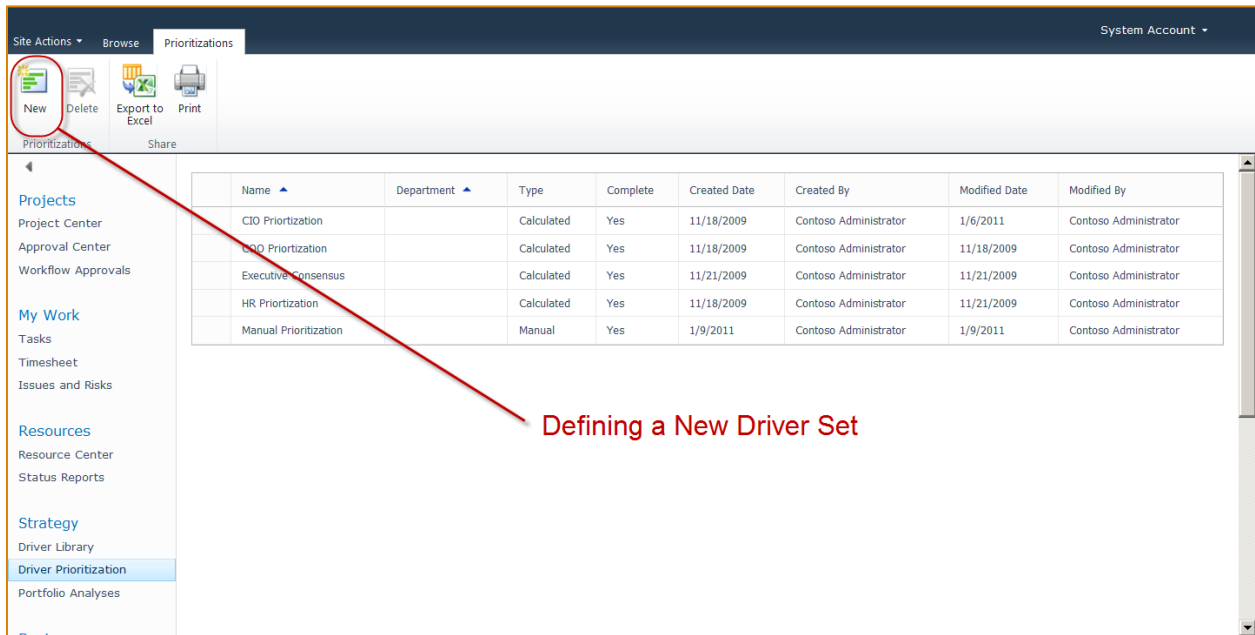 System Account
Site Actions Browse Prioritizations
New Delete Export to Excel Print
Prioritizations Share
Projects
Project Center
Approval Center
Workflow Approvals
My Work
Tasks
Timesheet
Issues and Risks
Resources
Resource Center
Status Reports
Strategy
Driver Library
Driver Prioritization
Portfolio Analyses
Name Department Type Complete Created Date Created By Modified Date Modified By
CIO Priortization Calculated Yes 11/18/2009 Contoso Administrator 1/6/2011 Contoso Administrator
COO Priortization Calculated Yes 11/18/2009 Contoso Administrator 11/18/2009 Contoso Administrator
Executive Consensus Calculated Yes 11/21/2009 Contoso Administrator 11/21/2009 Contoso Administrator
HR Priortization Calculated Yes 11/18/2009 Contoso Administrator 11/21/2009 Contoso Administrator
Manual Prioritization Manual Yes 1/9/2011 Contoso Administrator 1/9/2011 Contoso Administrator
Defining a New Driver Set